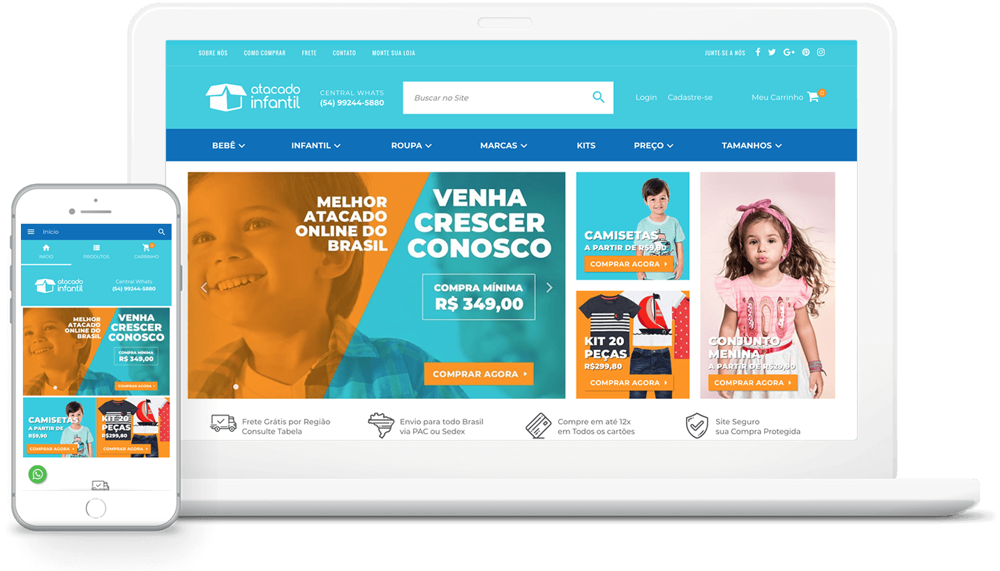 SOBRE NÓS COMO COMPRAR FRETE CONTATO MONTE SUA LOJA JUNTE-SE A NÓS
atacado
infantil
CENTRAL WHATS
(54) 99244-5880
Buscar no Site
Login Cadastre-se
Meu Carrinho 0
BEBÊ INFANTIL ROUPA MARCAS KITS PREÇO TAMANHOS
MELHOR
ATACADO
ONLINE DO
BRASIL
VENHA
CRESCER
CONOSCO
COMPRA MÍNIMA
R$ 349,00
COMPRAR AGORA
CAMISETAS
A PARTIR DE R$9,90
COMPRAR AGORA
KIT 20
PEÇAS
R$299,80
COMPRAR AGORA
CONJUNTO
MENINA
A PARTIR DE R$29,90
COMPRAR AGORA
Frete Grátis por Região
Consulte Tabela
Envio para todo Brasil
via PAC ou Sedex
Compre em até 12x
em Todos os cartões
Site Seguro
sua Compra Protegida
Início
INÍCIO PRODUTOS CARRINHO
atacado
infantil
Central Whats
(54) 99244-5880
MELHOR
ATACADO
ONLINE DO
BRASIL
VENHA
CRESCER
CONOSCO
COMPRA MÍNIMA
R$ 349,00
COMPRAR AGORA
CAMISETAS
A PARTIR DE
R$9,90
COMPRAR AGORA
KIT 20
PEÇAS
R$299,80
COMPRAR AGORA